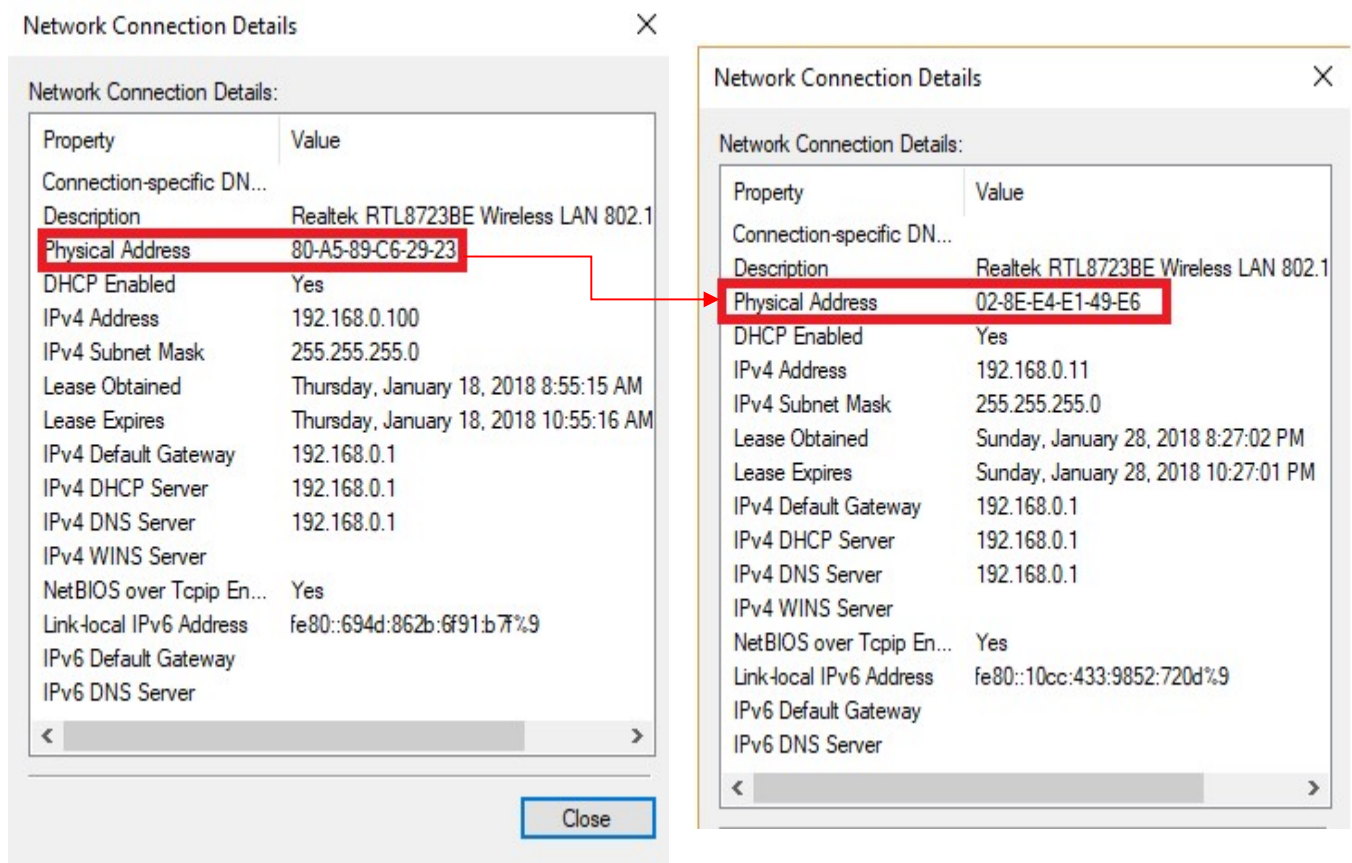 Network Connection Details
Network Connection Details:
Property Value
Connection-specific DN...
Description Realtek RTL8723BE Wireless LAN 802.1
Physical Address 80-A5-89-C6-29-23
DHCP Enabled Yes
IPv4 Address 192.168.0.100
IPv4 Subnet Mask 255.255.255.0
Lease Obtained Thursday, January 18, 2018 8:55:15 AM
Lease Expires Thursday, January 18, 2018 10:55:16 AM
IPv4 Default Gateway 192.168.0.1
IPv4 DHCP Server 192.168.0.1
IPv4 DNS Server 192.168.0.1
IPv4 WINS Server
NetBIOS over Tcpip En... Yes
Link-local IPv6 Address fe80::694d:862b:6f91:b7f%9
IPv6 Default Gateway
IPv6 DNS Server
Close
Network Connection Details
Network Connection Details:
Property Value
Connection-specific DN...
Description Realtek RTL8723BE Wireless LAN 802.1
Physical Address 02-8E-E4-E1-49-E6
DHCP Enabled Yes
IPv4 Address 192.168.0.11
IPv4 Subnet Mask 255.255.255.0
Lease Obtained Sunday, January 28, 2018 8:27:02 PM
Lease Expires Sunday, January 28, 2018 10:27:01 PM
IPv4 Default Gateway 192.168.0.1
IPv4 DHCP Server 192.168.0.1
IPv4 DNS Server 192.168.0.1
IPv4 WINS Server
NetBIOS over Tcpip En... Yes
Link-local IPv6 Address fe80::10cc:433:9852:720d%9
IPv6 Default Gateway
IPv6 DNS Server